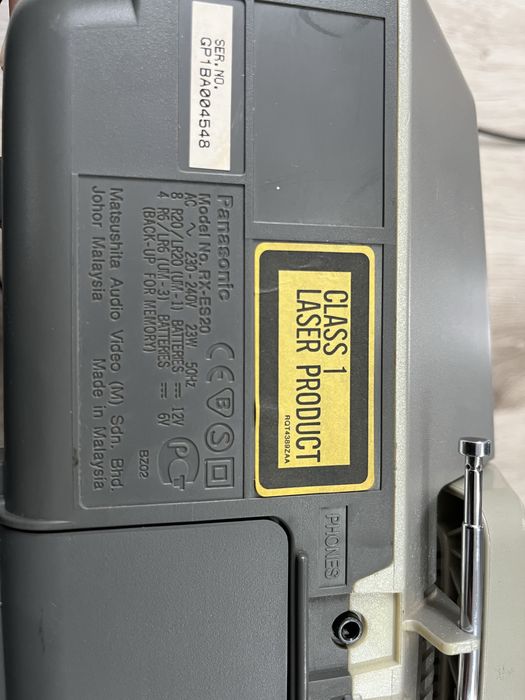 SER. NO.
GP1BA004548
Panasonic
Model No. RX-ES20
AC ∿ 230-240V 23W 50Hz
8 R20/LR20 (UM-1) BATTERIES ⎓ 12V
4 R6/LR6 (UM-3) BATTERIES ⎓ 6V
(BACK-UP FOR MEMORY)
BZ02
Matsushita Audio Video (M) Sdn. Bhd.
Johor Malaysia Made in Malaysia
CLASS 1
LASER PRODUCT
RQT4389ZAA
PHONES